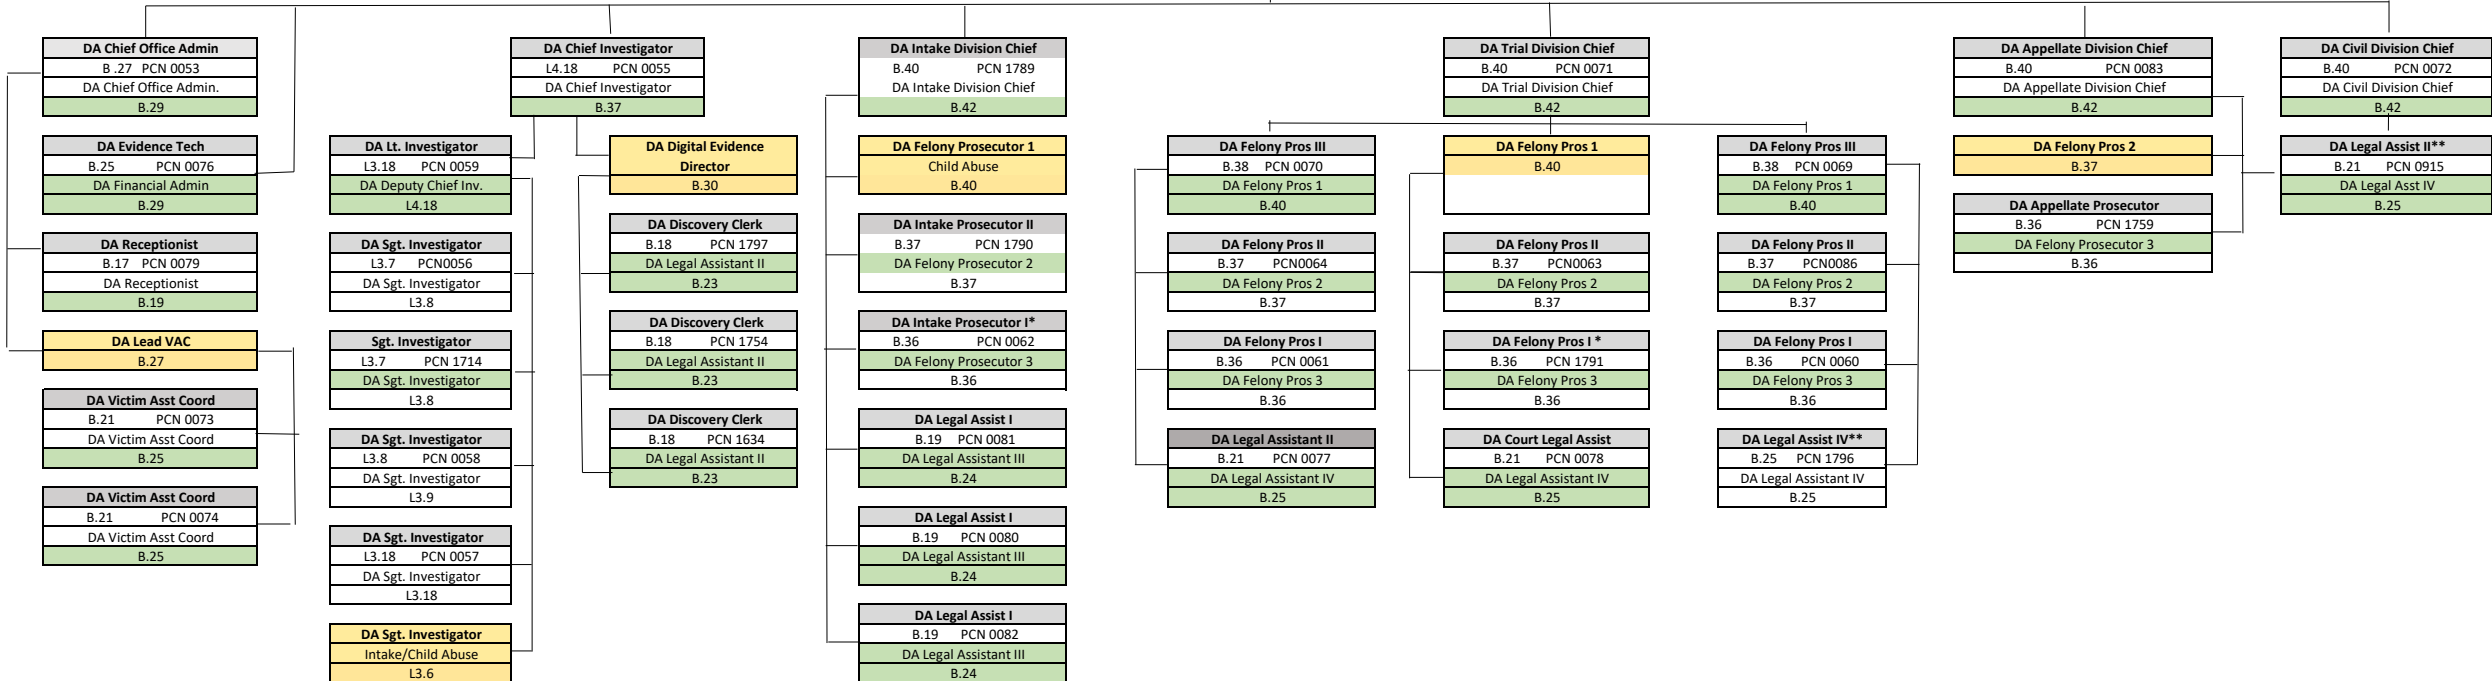 DA Chief Office Admin
B .27 PCN 0053
DA Chief Office Admin.
B.29
DA Evidence Tech
B.25 PCN 0076
DA Financial Admin
B.29
DA Receptionist
B.17 PCN 0079
DA Receptionist
B.19
DA Lead VAC
B.27
DA Victim Asst Coord
B.21 PCN 0073
DA Victim Asst Coord
B.25
DA Victim Asst Coord
B.21 PCN 0074
DA Victim Asst Coord
B.25
DA Chief Investigator
L4.18 PCN 0055
DA Chief Investigator
B.37
DA Lt. Investigator
L3.18 PCN 0059
DA Deputy Chief Inv.
L4.18
DA Sgt. Investigator
L3.7 PCN0056
DA Sgt. Investigator
L3.8
Sgt. Investigator
L3.7 PCN 1714
DA Sgt. Investigator
L3.8
DA Sgt. Investigator
L3.8 PCN 0058
DA Sgt. Investigator
L3.9
DA Sgt. Investigator
L3.18 PCN 0057
DA Sgt. Investigator
L3.18
DA Sgt. Investigator
Intake/Child Abuse
L3.6
DA Digital Evidence
Director
B.30
DA Discovery Clerk
B.18 PCN 1797
DA Legal Assistant II
B.23
DA Discovery Clerk
B.18 PCN 1754
DA Legal Assistant II
B.23
DA Discovery Clerk
B.18 PCN 1634
DA Legal Assistant II
B.23
DA Intake Division Chief
B.40 PCN 1789
DA Intake Division Chief
B.42
DA Felony Prosecutor 1
Child Abuse
B.40
DA Intake Prosecutor II
B.37 PCN 1790
DA Felony Prosecutor 2
B.37
DA Intake Prosecutor I*
B.36 PCN 0062
DA Felony Prosecutor 3
B.36
DA Legal Assist I
B.19 PCN 0081
DA Legal Assistant III
B.24
DA Legal Assist I
B.19 PCN 0080
DA Legal Assistant III
B.24
DA Legal Assist I
B.19 PCN 0082
DA Legal Assistant III
B.24
DA Trial Division Chief
B.40 PCN 0071
DA Trial Division Chief
B.42
DA Felony Pros III
B.38 PCN 0070
DA Felony Pros 1
B.40
DA Felony Pros II
B.37 PCN0064
DA Felony Pros 2
B.37
DA Felony Pros I
B.36 PCN 0061
DA Felony Pros 3
B.36
DA Legal Assistant II
B.21 PCN 0077
DA Legal Assistant IV
B.25
DA Felony Pros 1
B.40
DA Felony Pros II
B.37 PCN0063
DA Felony Pros 2
B.37
DA Felony Pros I *
B.36 PCN 1791
DA Felony Pros 3
B.36
DA Court Legal Assist
B.21 PCN 0078
DA Legal Assistant IV
B.25
DA Felony Pros III
B.38 PCN 0069
DA Felony Pros 1
B.40
DA Felony Pros II
B.37 PCN0086
DA Felony Pros 2
B.37
DA Felony Pros I
B.36 PCN 0060
DA Felony Pros 3
B.36
DA Legal Assist IV**
B.25 PCN 1796
DA Legal Assistant IV
B.25
DA Appellate Division Chief
B.40 PCN 0083
DA Appellate Division Chief
B.42
DA Felony Pros 2
B.37
DA Appellate Prosecutor
B.36 PCN 1759
DA Felony Prosecutor 3
B.36
DA Civil Division Chief
B.40 PCN 0072
DA Civil Division Chief
B.42
DA Legal Assist II**
B.21 PCN 0915
DA Legal Asst IV
B.25